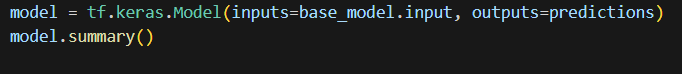 model = tf.keras.Model(inputs=base_model.input, outputs=predictions)
model.summary()